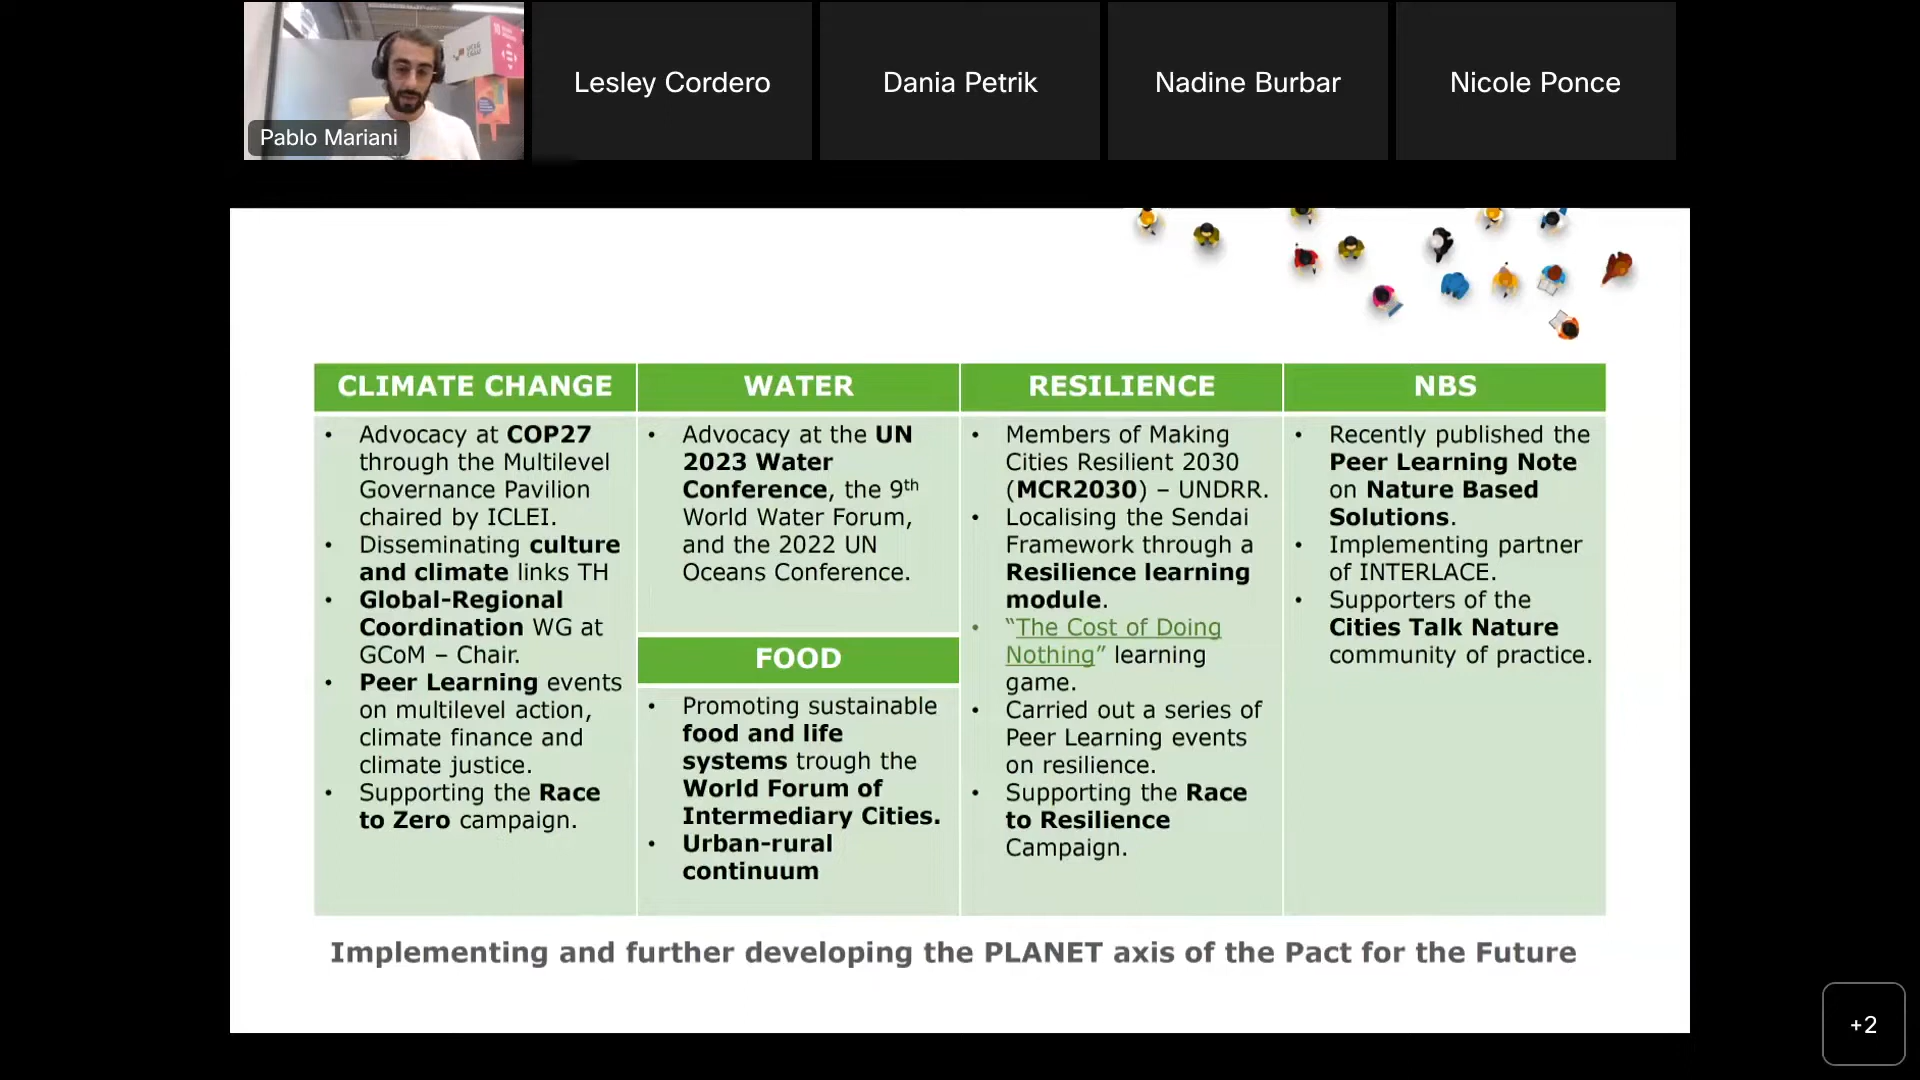 Pablo Mariani
Lesley Cordero
Dania Petrik
Nadine Burbar
Nicole Ponce
CLIMATE CHANGE
• Advocacy at COP27
through the Multilevel
Governance Pavilion
chaired by ICLEI.
• Disseminating culture
and climate links TH
• Global-Regional
Coordination WG at
GCoM – Chair.
• Peer Learning events
on multilevel action,
climate finance and
climate justice.
• Supporting the Race
to Zero campaign.
WATER
• Advocacy at the UN
2023 Water
Conference, the 9th
World Water Forum,
and the 2022 UN
Oceans Conference.
FOOD
• Promoting sustainable
food and life
systems trough the
World Forum of
Intermediary Cities.
• Urban-rural
continuum
RESILIENCE
• Members of Making
Cities Resilient 2030
(MCR2030) – UNDRR.
• Localising the Sendai
Framework through a
Resilience learning
module.
• “The Cost of Doing
Nothing” learning
game.
• Carried out a series of
Peer Learning events
on resilience.
• Supporting the Race
to Resilience
Campaign.
NBS
• Recently published the
Peer Learning Note
on Nature Based
Solutions.
• Implementing partner
of INTERLACE.
• Supporters of the
Cities Talk Nature
community of practice.
Implementing and further developing the PLANET axis of the Pact for the Future
+2